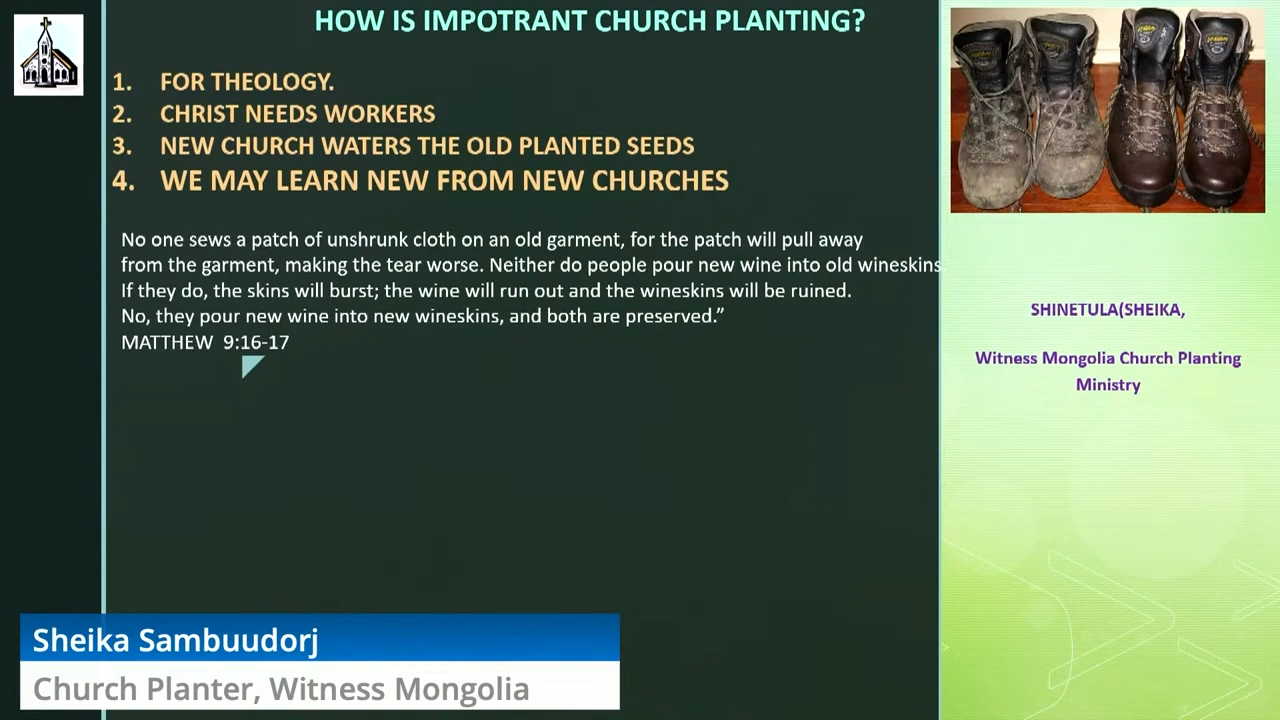 HOW IS IMPOTRANT CHURCH PLANTING?
1. FOR THEOLOGY.
2. CHRIST NEEDS WORKERS
3. NEW CHURCH WATERS THE OLD PLANTED SEEDS
4. WE MAY LEARN NEW FROM NEW CHURCHES
No one sews a patch of unshrunk cloth on an old garment, for the patch will pull away
from the garment, making the tear worse. Neither do people pour new wine into old wineskins.
If they do, the skins will burst; the wine will run out and the wineskins will be ruined.
No, they pour new wine into new wineskins, and both are preserved.”
MATTHEW 9:16-17
SHINETULA(SHEIKA,
Witness Mongolia Church Planting
Ministry
Sheika Sambuudorj
Church Planter, Witness Mongolia